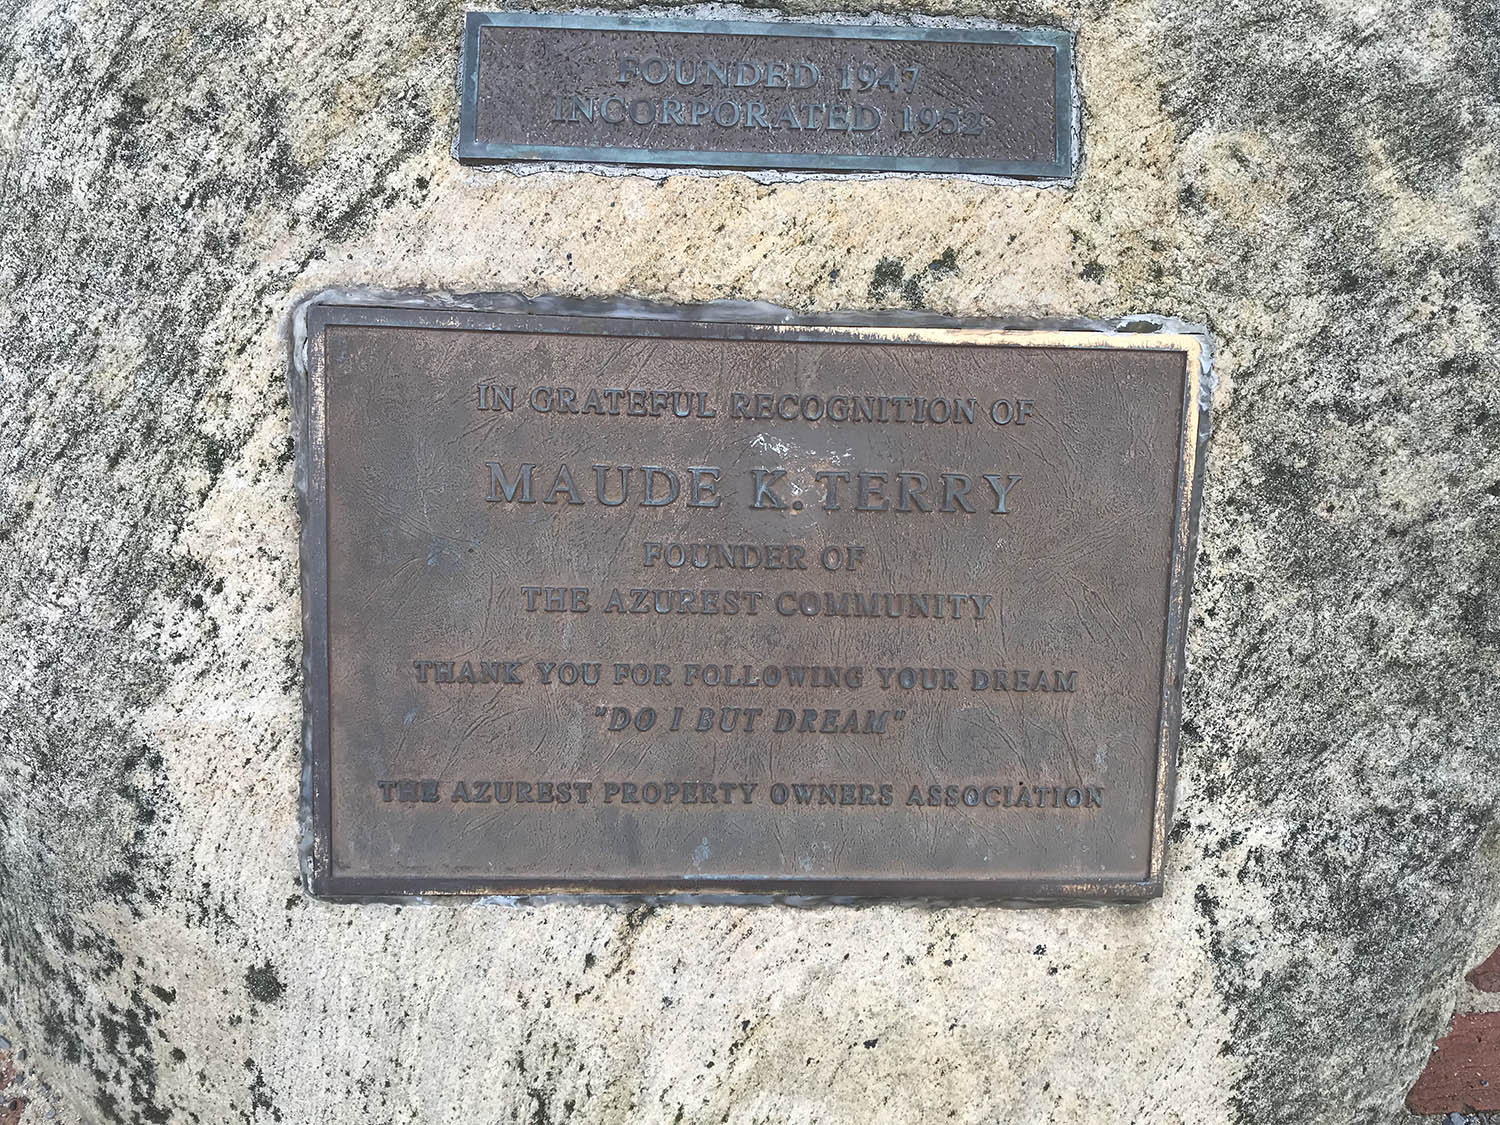 FOUNDED 1947
INCORPORATED 1952
IN GRATEFUL RECOGNITION OF
MAUDE K. TERRY
FOUNDER OF
THE AZUREST COMMUNITY
THANK YOU FOR FOLLOWING YOUR DREAM
"DO I BUT DREAM"
THE AZUREST PROPERTY OWNERS ASSOCIATION